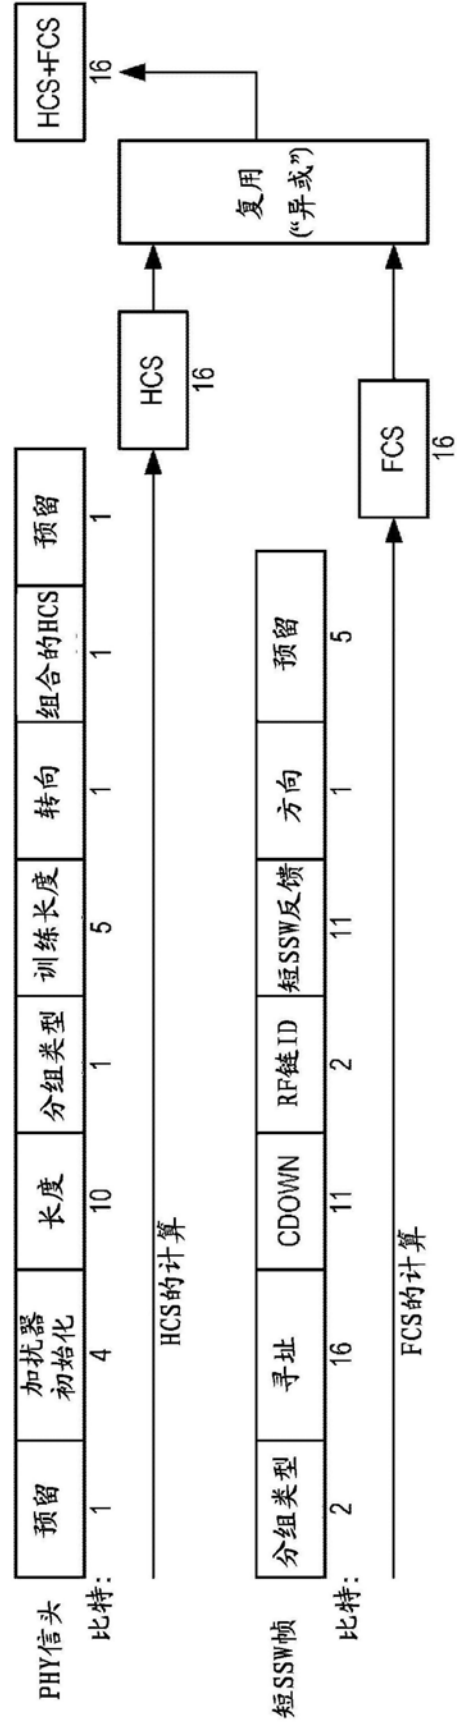 PHY信头
预留
加扰器
初始化
长度
分组类型
训练长度
转向
组合的HCS
预留
比特:
1
4
10
1
5
1
1
1
HCS的计算
HCS
16
短SSW帧
分组类型
寻址
CDOWN
RF链ID
短SSW反馈
方向
预留
比特:
2
16
11
2
11
1
5
FCS的计算
FCS
16
复用
(“异或”)
HCS+FCS
16